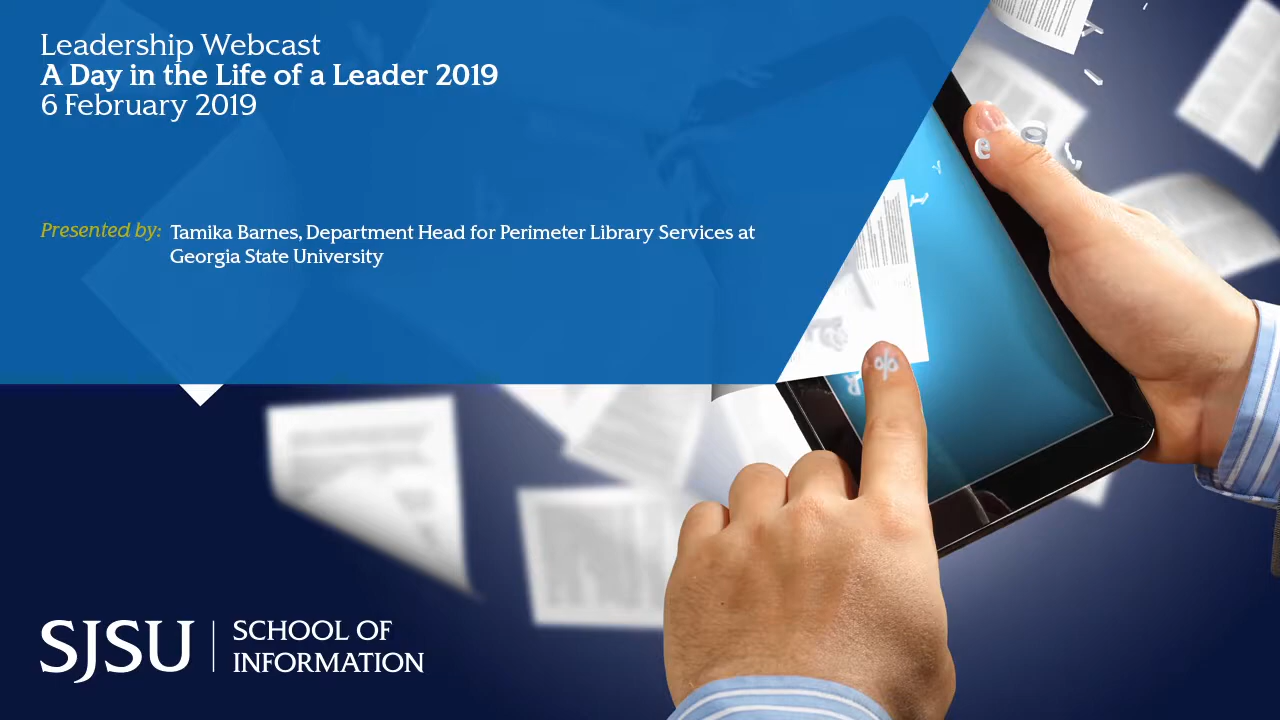 Leadership Webcast
A Day in the Life of a Leader 2019
6 February 2019
Presented by: Tamika Barnes, Department Head for Perimeter Library Services at
Georgia State University
SJSU | SCHOOL OF
INFORMATION